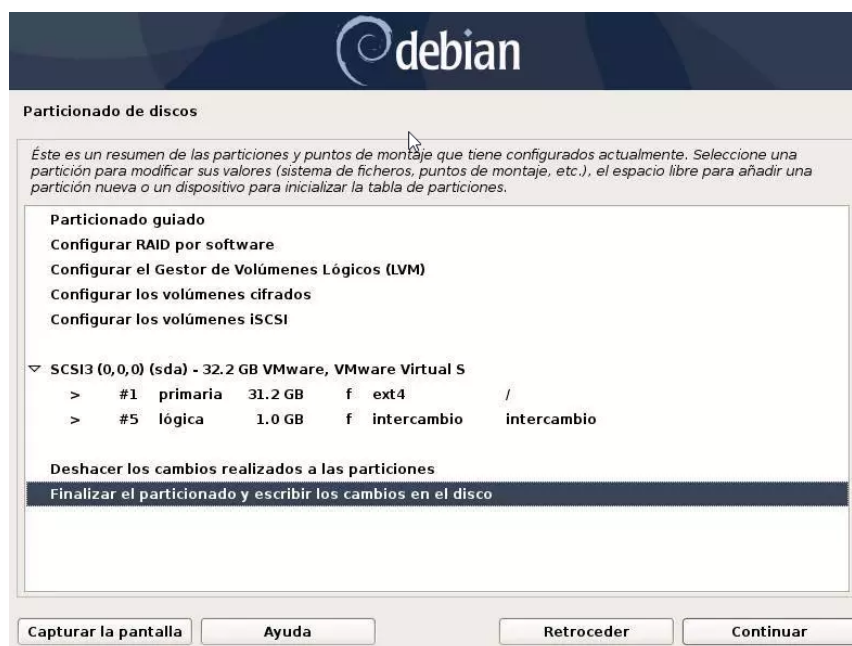 debian
Particionado de discos
Éste es un resumen de las particiones y puntos de montaje que tiene configurados actualmente. Seleccione una
partición para modificar sus valores (sistema de ficheros, puntos de montaje, etc.), el espacio libre para añadir una
partición nueva o un dispositivo para inicializar la tabla de particiones.
Particionado guiado
Configurar RAID por software
Configurar el Gestor de Volúmenes Lógicos (LVM)
Configurar los volúmenes cifrados
Configurar los volúmenes iSCSI
SCSI3 (0,0,0) (sda) - 32.2 GB VMware, VMware Virtual S
> #1 primaria 31.2 GB f ext4 /
> #5 lógica 1.0 GB f intercambio intercambio
Deshacer los cambios realizados a las particiones
Finalizar el particionado y escribir los cambios en el disco
Capturar la pantalla Ayuda Retroceder Continuar